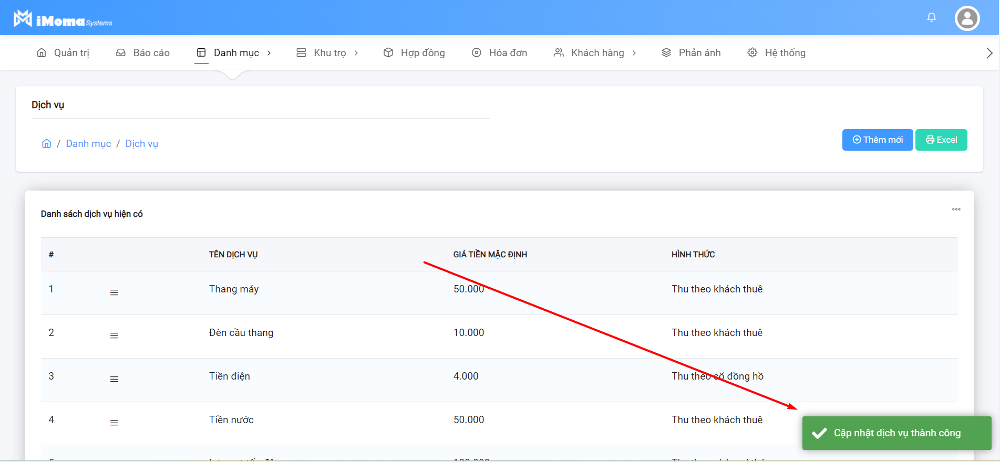 iMoma Systems
Quản trị Báo cáo Danh mục Khu trọ Hợp đồng Hóa đơn Khách hàng Phản ánh Hệ thống
Dịch vụ
/ Danh mục / Dịch vụ
Thêm mới Excel
Danh sách dịch vụ hiện có
# TÊN DỊCH VỤ GIÁ TIỀN MẶC ĐỊNH HÌNH THỨC
1 Thang máy 50.000 Thu theo khách thuê
2 Đèn cầu thang 10.000 Thu theo khách thuê
3 Tiền điện 4.000 Thu theo số đồng hồ
4 Tiền nước 50.000 Thu theo khách thuê
Cập nhật dịch vụ thành công